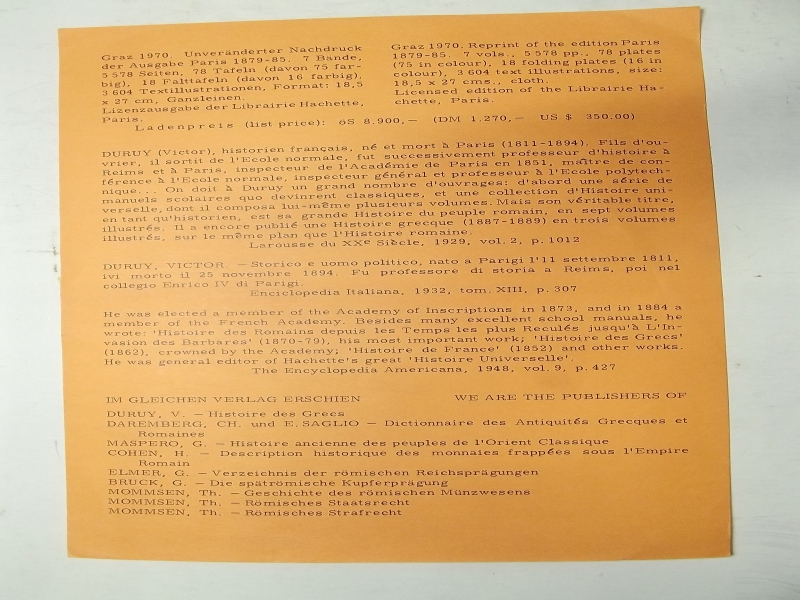 Graz 1970. Unveränderter Nachdruck
der Ausgabe Paris 1879-85. 7 Bände,
5 578 Seiten, 78 Tafeln (davon 75 far-
big), 18 Falttafeln (davon 16 farbig),
3 604 Textillustrationen, Format: 18,5
x 27 cm, Ganzleinen.
Lizenzausgabe der Librairie Hachette,
Paris.
Graz 1970. Reprint of the edition Paris
1879-85. 7 vols., 5 578 pp., 78 plates
(75 in colour), 18 folding plates (16 in
colour), 3 604 text illustrations, size:
18,5 x 27 cms., cloth.
Licensed edition of the Librairie Ha-
chette, Paris.
Ladenpreis (list price): öS 8.900,— (DM 1.270,— US $ 350.00)
DURUY (Victor), historien français, né et mort à Paris (1811-1894). Fils d'ou-
vrier, il sortit de l'Ecole normale, fut successivement professeur d'histoire à
Reims et à Paris, inspecteur de l'Académie de Paris en 1851, maître de con-
férence à l'Ecole normale, inspecteur général et professeur à l'Ecole polytech-
nique... On doit à Duruy un grand nombre d'ouvrages: d'abord une série de
manuels scolaires quo devinrent classiques, et une collection d'Histoire uni-
verselle, dont il composa lui-même plusieurs volumes. Mais son véritable titre,
en tant qu'historien, est sa grande Histoire du peuple romain, en sept volumes
illustrés. Il a encore publié une Histoire grecque (1887-1889) en trois volumes
illustrés, sur le même plan que l'Histoire romaine.
Larousse du XXe Siècle, 1929, vol. 2, p. 1012
DURUY, VICTOR. — Storico e uomo politico, nato a Parigi l'11 settembre 1811,
ivi morto il 25 novembre 1894. Fu professore di storia a Reims, poi nel
collegio Enrico IV di Parigi.
Enciclopedia Italiana, 1932, tom. XIII, p. 307
He was elected a member of the Academy of Inscriptions in 1873, and in 1884 a
member of the French Academy. Besides many excellent school manuals, he
wrote: 'Histoire des Romains depuis les Temps les plus Reculés jusqu'à L'In-
vasion des Barbares' (1870-79), his most important work; 'Histoire des Grecs'
(1862), crowned by the Academy; 'Histoire de France' (1852) and other works.
He was general editor of Hachette's great 'Histoire Universelle'.
The Encyclopedia Americana, 1948, vol. 9, p. 427
IM GLEICHEN VERLAG ERSCHIEN WE ARE THE PUBLISHERS OF
DURUY, V. — Histoire des Grecs
DAREMBERG, CH. und E. SAGLIO — Dictionnaire des Antiquités Grecques et
Romaines
MASPERO, G. — Histoire ancienne des peuples de l'Orient Classique
COHEN, H. — Description historique des monnaies frappées sous l'Empire
Romain
ELMER, G. — Verzeichnis der römischen Reichsprägungen
BRUCK, G. — Die spätrömische Kupferprägung
MOMMSEN, Th. — Geschichte des römischen Münzwesens
MOMMSEN, Th. — Römisches Staatsrecht
MOMMSEN, Th. — Römisches Strafrecht